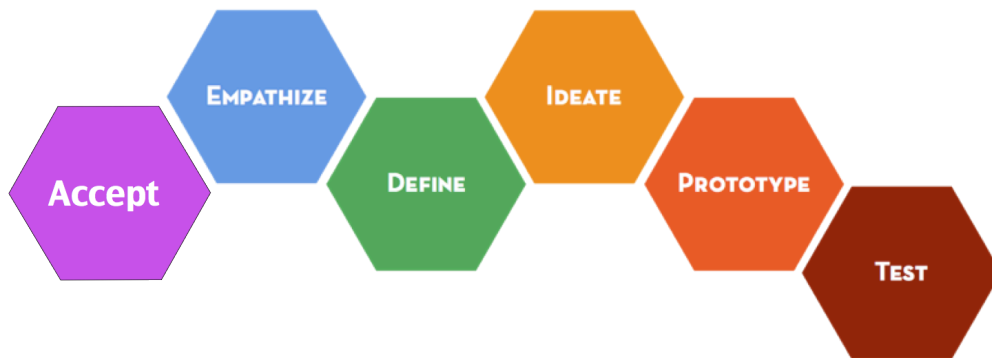 Accept
EMPATHIZE
DEFINE
IDEATE
PROTOTYPE
TEST